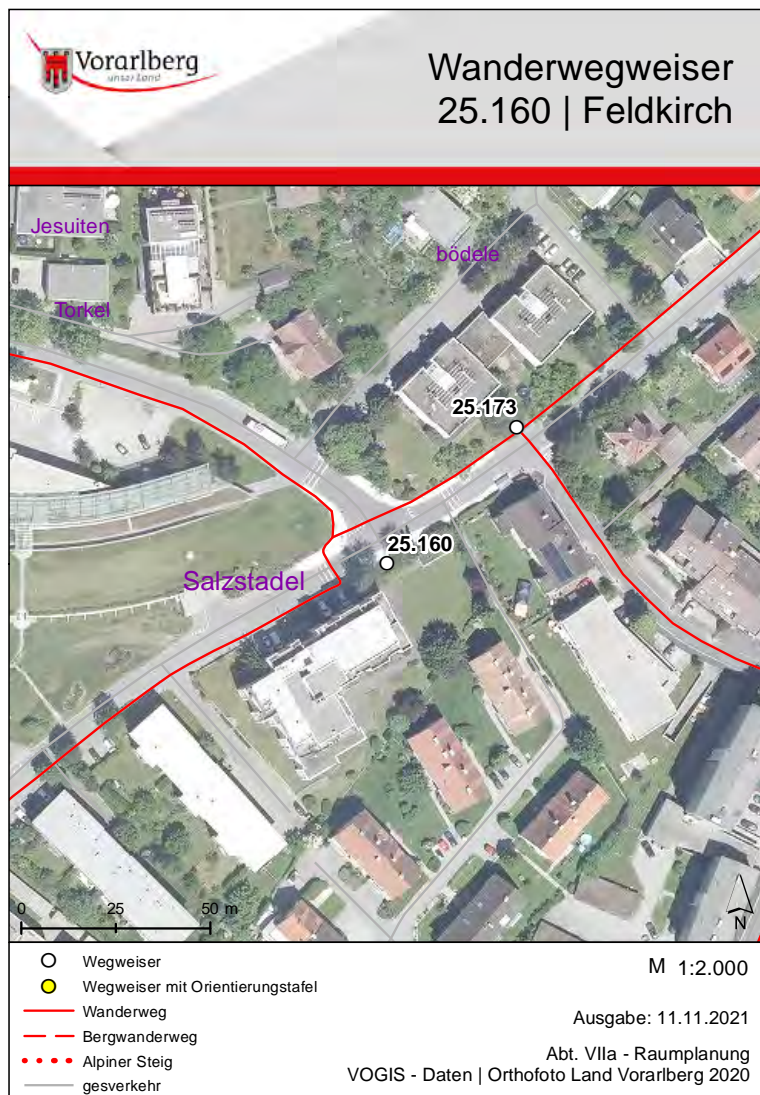 Vorarlberg
unser Land
Wanderwegweiser
25.160 | Feldkirch
Jesuiten
bödele
Torkel
25.173
25.160
Salzstadel
0 25 50 m
N
Wegweiser
Wegweiser mit Orientierungstafel
Wanderweg
Bergwanderweg
Alpiner Steig
gesverkehr
M 1:2.000
Ausgabe: 11.11.2021
Abt. VIIa - Raumplanung
VOGIS - Daten | Orthofoto Land Vorarlberg 2020